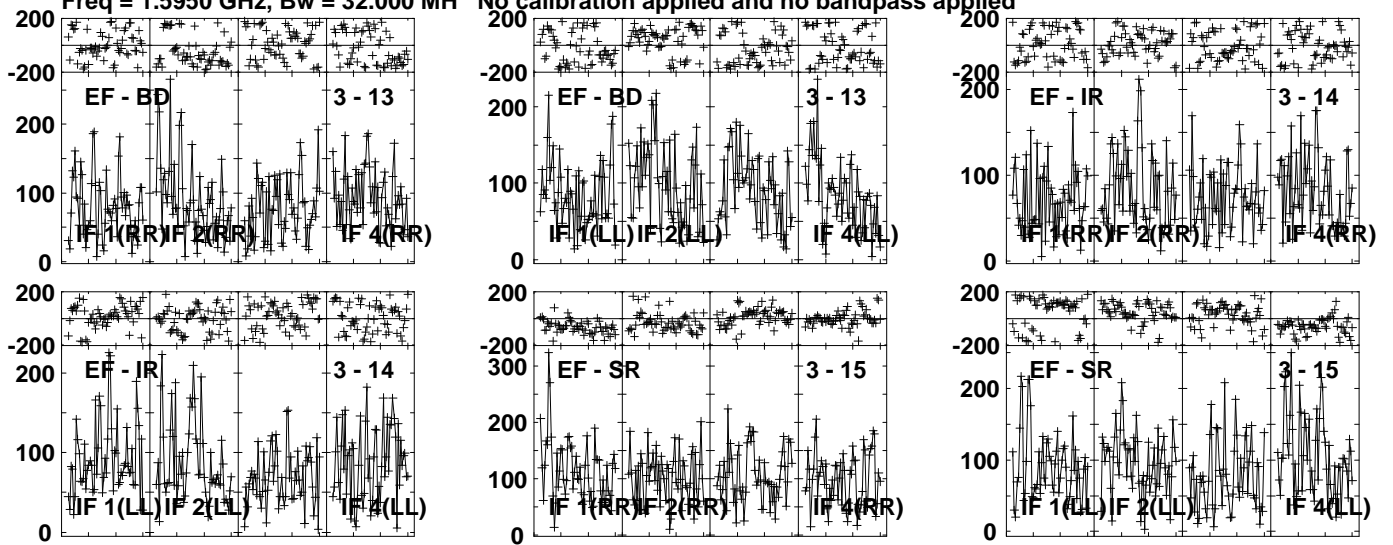 Freq = 1.5950 GHz, Bw = 32.000 MH No calibration applied and no bandpass applied
200 200 200
-200 -200 -200
EF - BD 3 - 13 EF - BD 3 - 13 EF - IR 3 - 14
200 200 200
100 100 100
IF 1(RR) IF 2(RR) IF 4(RR) IF 1(LL) IF 2(LL) IF 4(LL) IF 1(RR) IF 2(RR) IF 4(RR)
0 0 0
200 200 200
-200 -200 -200
EF - IR 3 - 14 EF - SR 3 - 15 EF - SR 3 - 15
200 300 200
200
100 100 100
IF 1(LL) IF 2(LL) IF 4(LL) IF 1(RR) IF 2(RR) IF 4(RR) IF 1(LL) IF 2(LL) IF 4(LL)
0 0 0